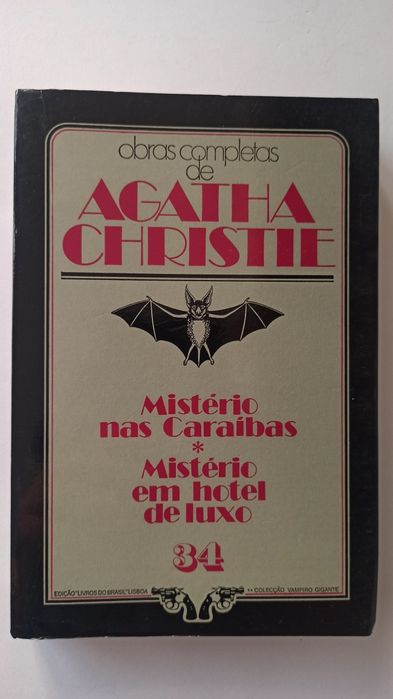 obras completas
de
AGATHA
CHRISTIE
Mistério
nas Caraíbas
*
Mistério
em hotel
de luxo
34
EDIÇÃO "LIVROS DO BRASIL" LISBOA
** COLECÇÃO VAMPIRO GIGANTE